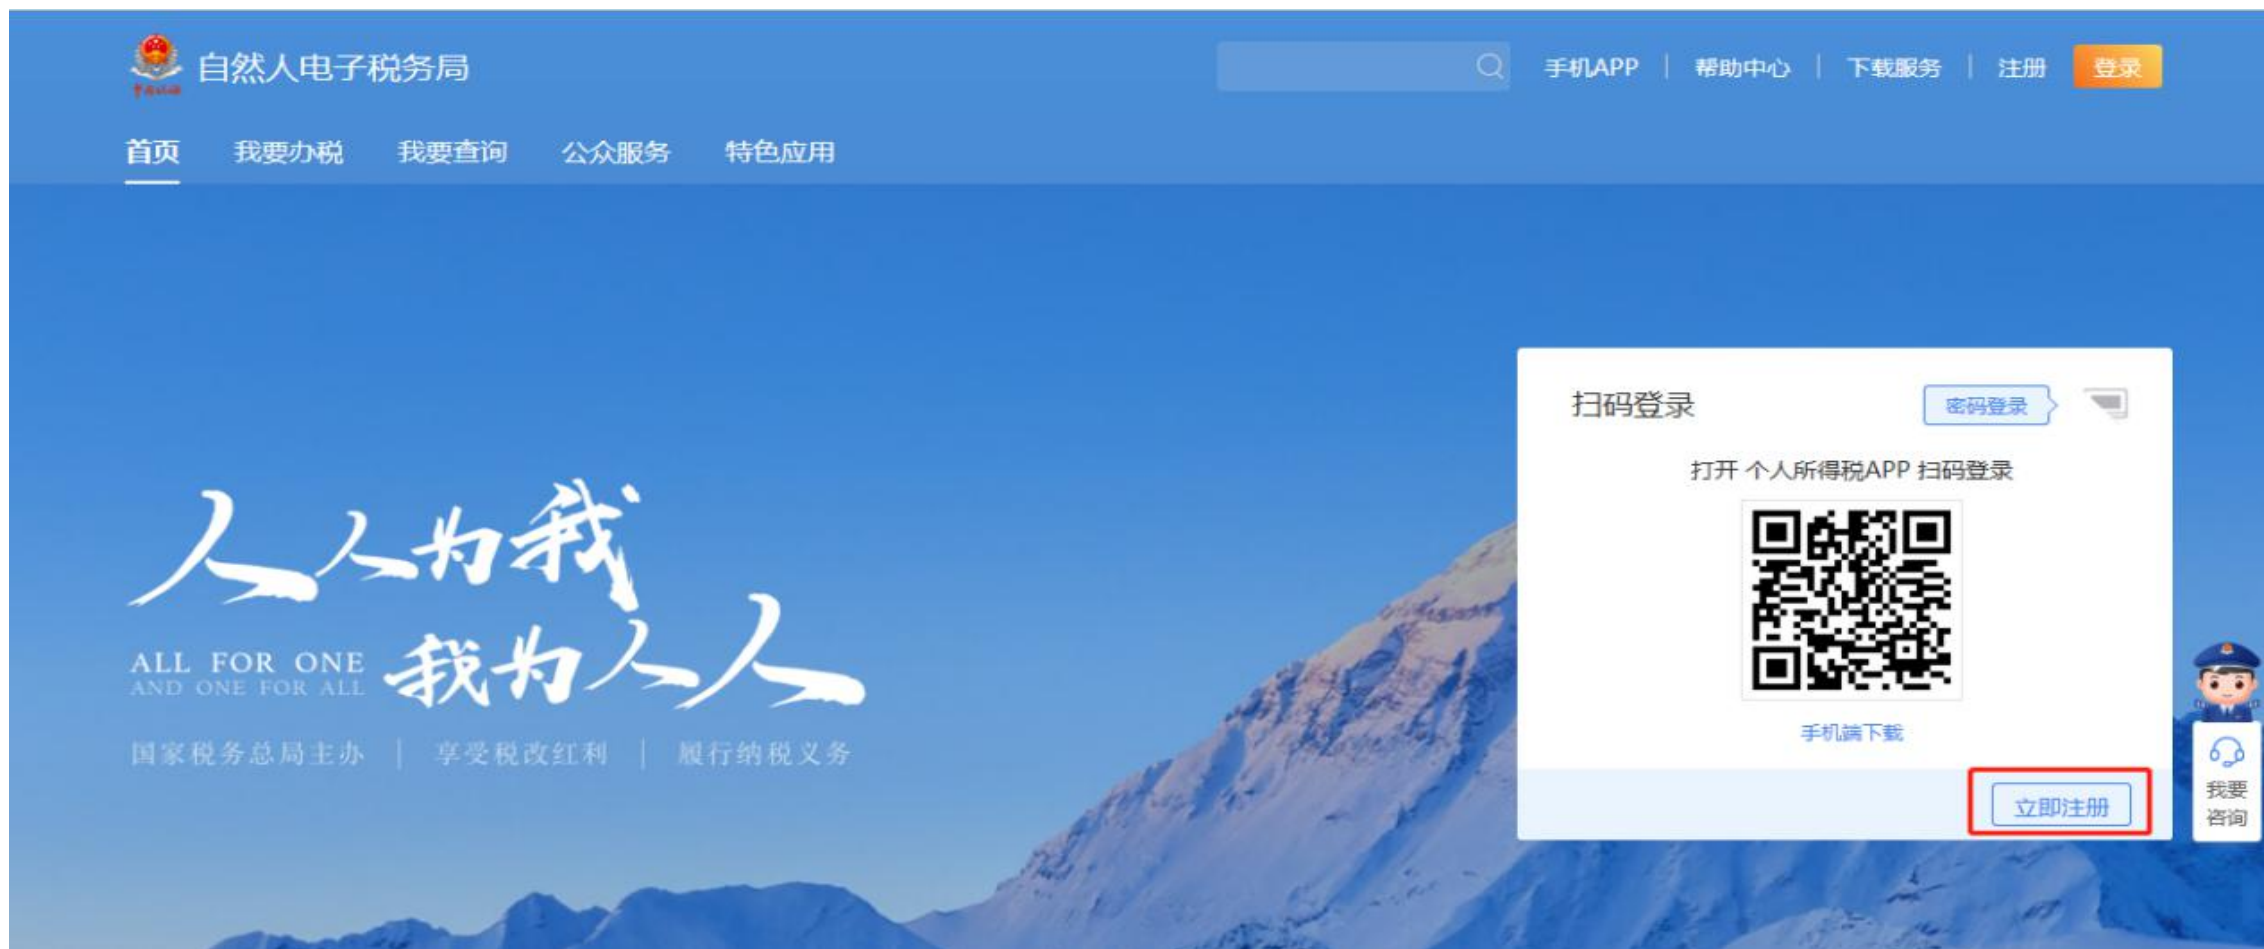 自然人电子税务局
手机APP | 帮助中心 | 下载服务 | 注册 登录
首页 我要办税 我要查询 公众服务 特色应用
扫码登录 密码登录
打开 个人所得税APP 扫码登录
手机端下载
立即注册
人人为我
我为人人
ALL FOR ONE
AND ONE FOR ALL
国家税务总局主办 | 享受税改红利 | 履行纳税义务
我要
咨询